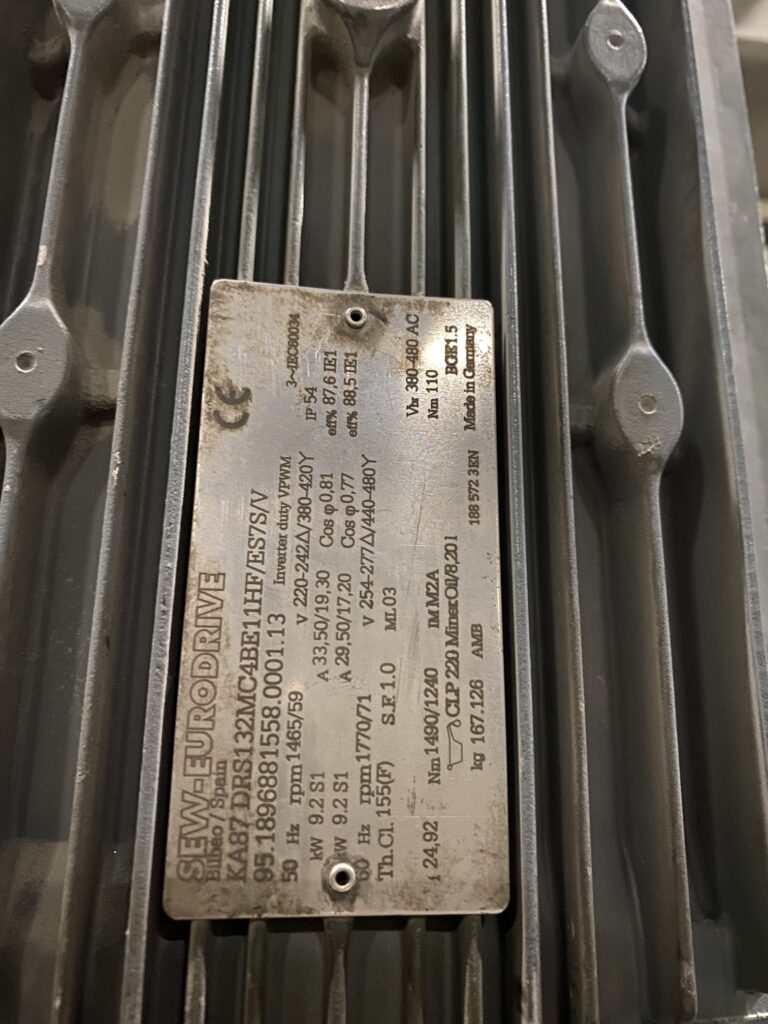 SEW-EURODRIVE CE
Bilbao / Spain
KA87 DRS132MC4BE11HF/ES7S/V
95.1896881558.0001.13 Inverter duty VPWM 3~IEC60034
50 Hz rpm 1465/59 V 220-242Δ/380-420Y IP 54
kW 9.2 S1 A 33,50/19,30 Cos φ 0,81 eff% 87,6 IE1
kW 9.2 S1 A 29,50/17,20 Cos φ 0,77 eff% 88,5 IE1
60 Hz rpm 1770/71 V 254-277Δ/440-480Y
Th.Cl. 155(F) S.F. 1.0 ML03
Vbr 380-480 AC
i 24,92 Nm 1490/1240 IM M2A Nm 110
CLP 220 Miner.Oil/8,20 l BGE1.5
kg 167.126 AMB 188 572 3EN Made in Germany